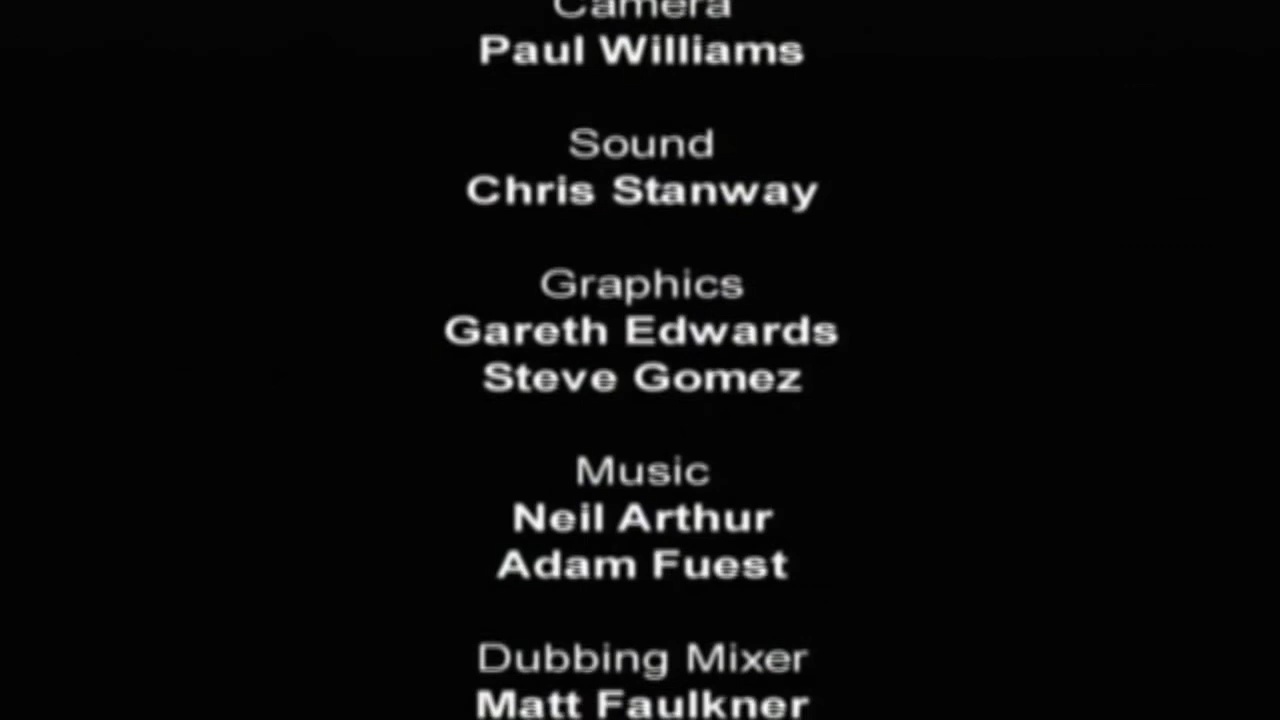 Camera
Paul Williams
Sound
Chris Stanway
Graphics
Gareth Edwards
Steve Gomez
Music
Neil Arthur
Adam Fuest
Dubbing Mixer
Matt Faulkner